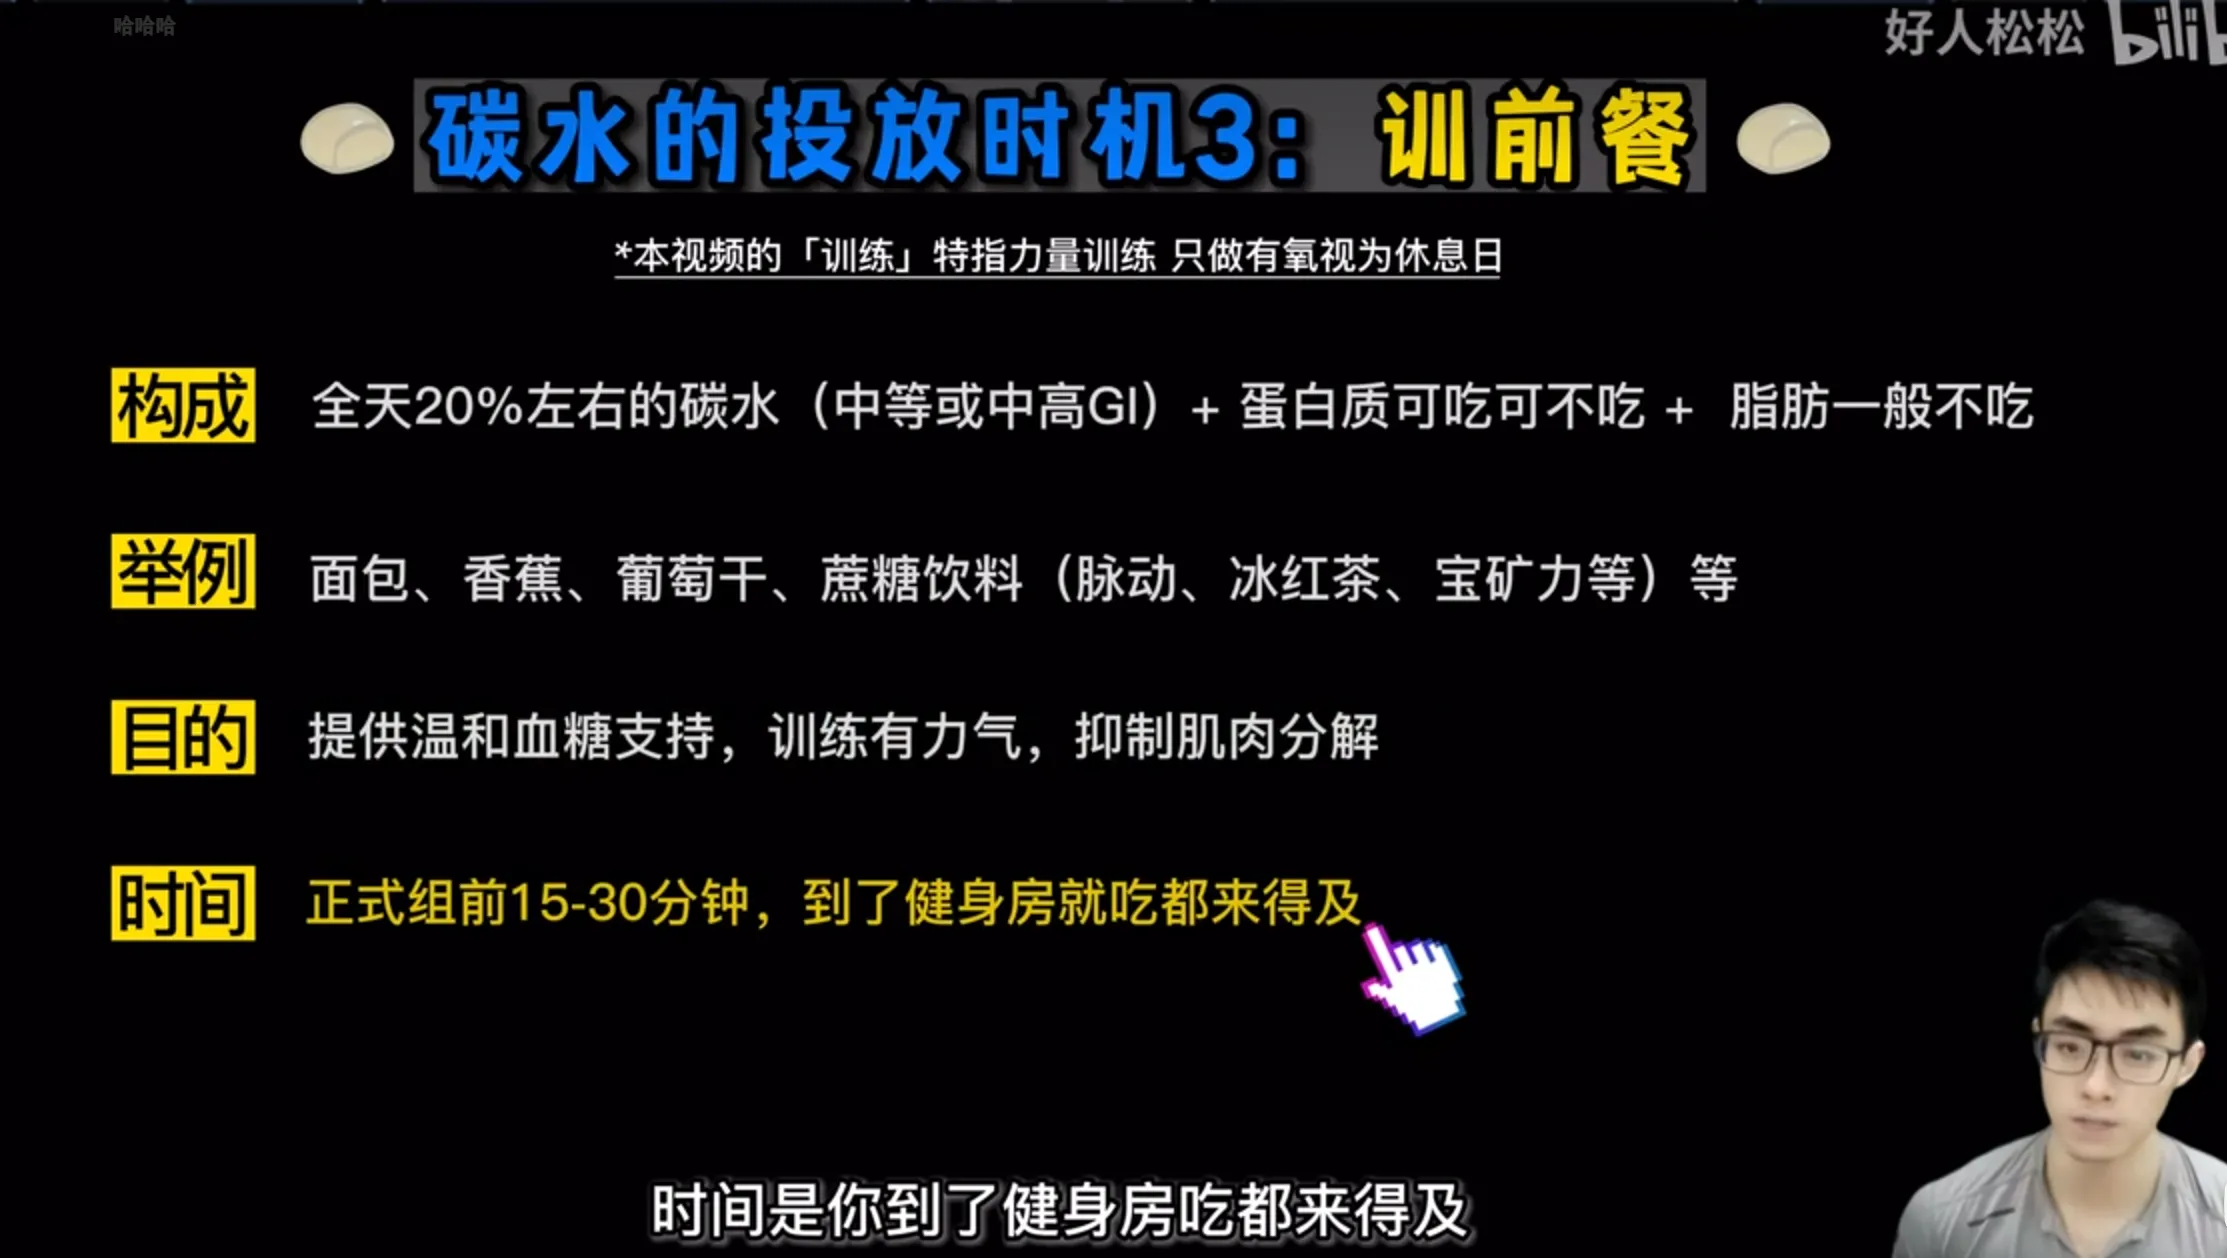 哈哈哈
好人松松 bilib
碳水的投放时机3：训前餐
*本视频的「训练」特指力量训练 只做有氧视为休息日
构成 全天20%左右的碳水（中等或中高GI）+ 蛋白质可吃可不吃 + 脂肪一般不吃
举例 面包、香蕉、葡萄干、蔗糖饮料（脉动、冰红茶、宝矿力等）等
目的 提供温和血糖支持，训练有力气，抑制肌肉分解
时间 正式组前15-30分钟，到了健身房就吃都来得及
时间是你到了健身房吃都来得及